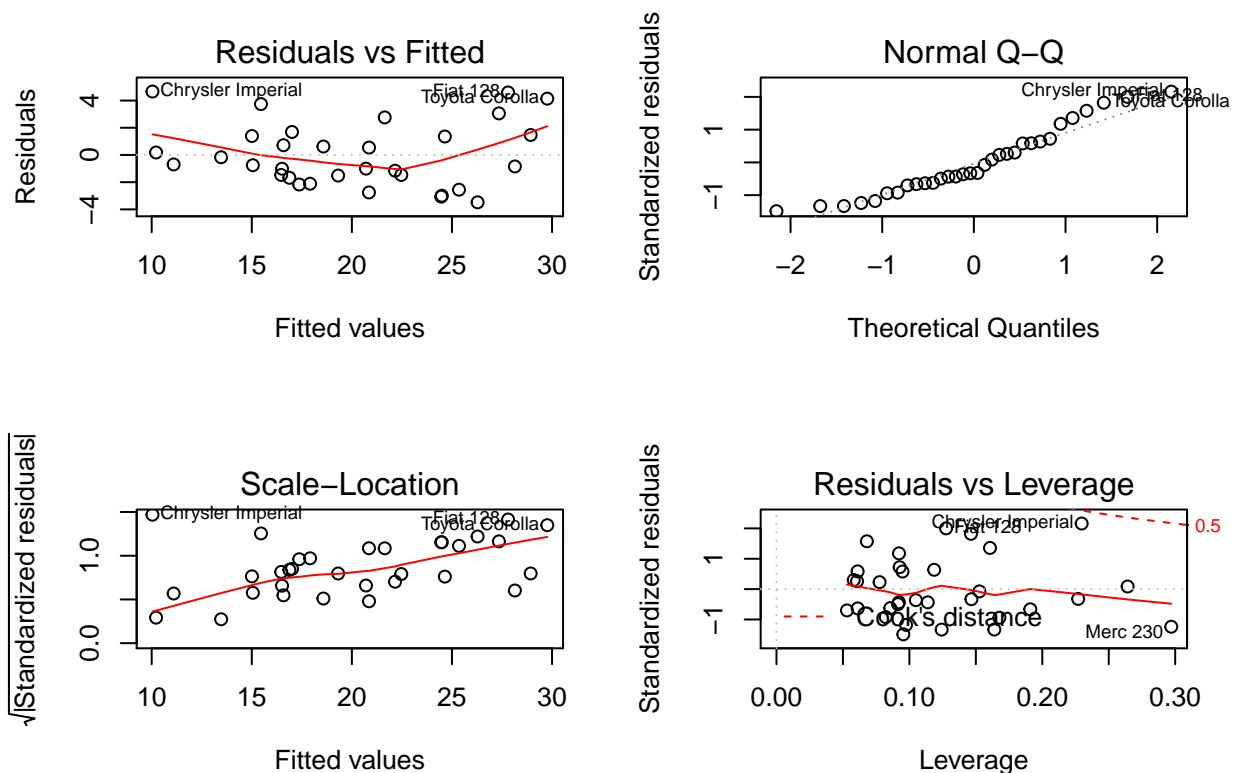 Residuals vs Fitted
Residuals
4
0
−4
Chrysler Imperial
Fiat 128
Toyota Corolla
10 15 20 25 30
Fitted values
Normal Q−Q
Standardized residuals
1
−1
Chrysler Imperial
Fiat 128
Toyota Corolla
−2 −1 0 1 2
Theoretical Quantiles
Scale−Location
√|Standardized residuals|
1.0
0.0
Chrysler Imperial
Fiat 128
Toyota Corolla
10 15 20 25 30
Fitted values
Residuals vs Leverage
Standardized residuals
1
−1
Chrysler Imperial
Fiat 128
0.5
Cook's distance
Merc 230
0.00 0.10 0.20 0.30
Leverage